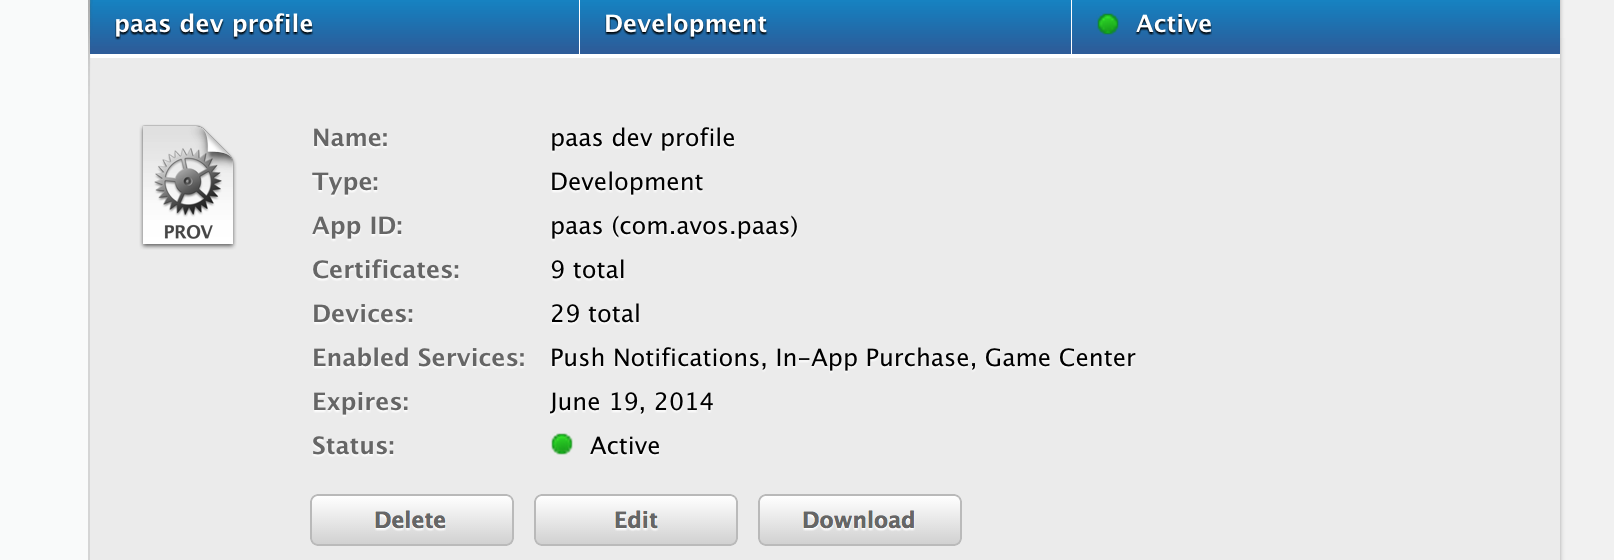 paas dev profile Development Active
PROV
Name: paas dev profile
Type: Development
App ID: paas (com.avos.paas)
Certificates: 9 total
Devices: 29 total
Enabled Services: Push Notifications, In-App Purchase, Game Center
Expires: June 19, 2014
Status: Active
Delete Edit Download